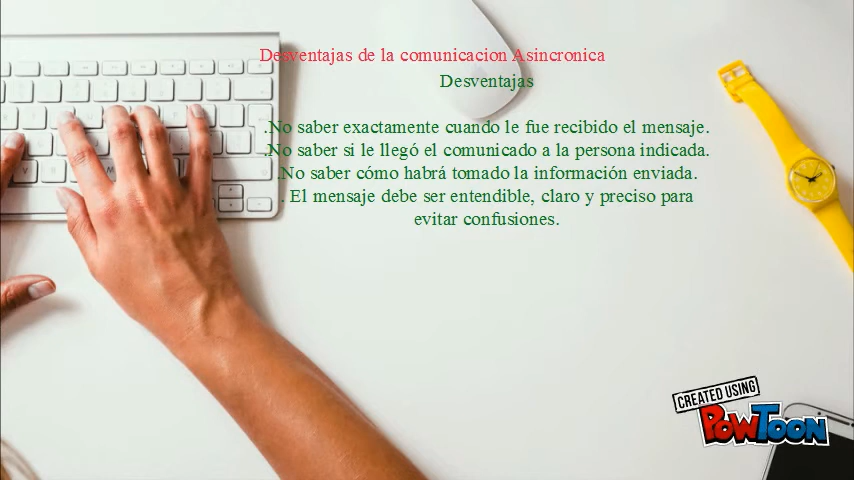 Desventajas de la comunicacion Asincronica
Desventajas
.No saber exactamente cuando le fue recibido el mensaje.
.No saber si le llegó el comunicado a la persona indicada.
.No saber cómo habrá tomado la información enviada.
. El mensaje debe ser entendible, claro y preciso para
evitar confusiones.
CREATED USING
POWTOON